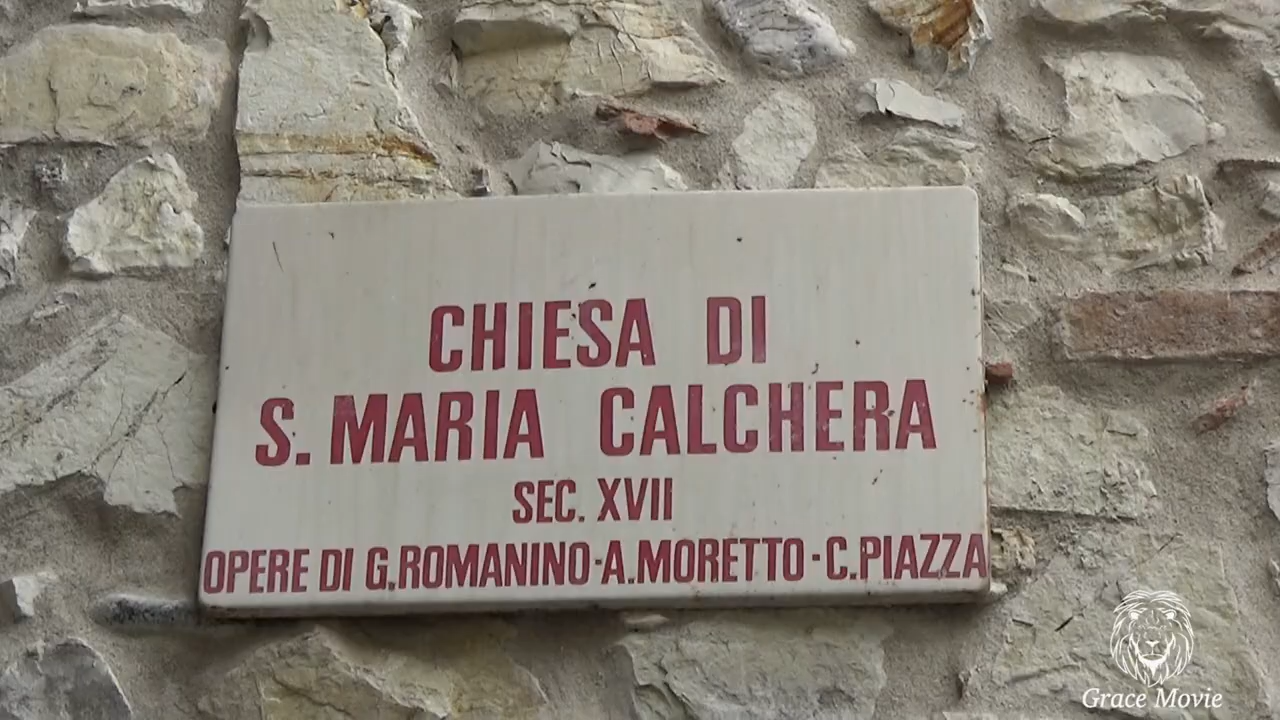 CHIESA DI
S. MARIA CALCHERA
SEC. XVII
OPERE DI G.ROMANINO-A.MORETTO-C.PIAZZA
Grace Movie